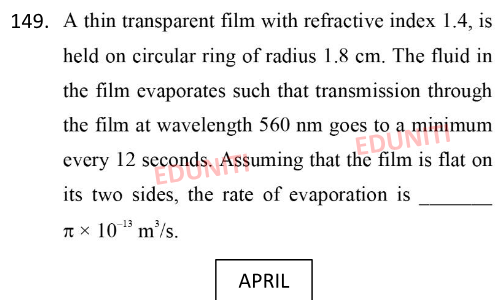 149. A thin transparent film with refractive index 1.4, is
held on circular ring of radius 1.8 cm. The fluid in
the film evaporates such that transmission through
the film at wavelength 560 nm goes to a minimum
every 12 seconds. Assuming that the film is flat on
its two sides, the rate of evaporation is _______
π × 10⁻¹³ m³/s.
EDUNITI
EDUNITI
APRIL